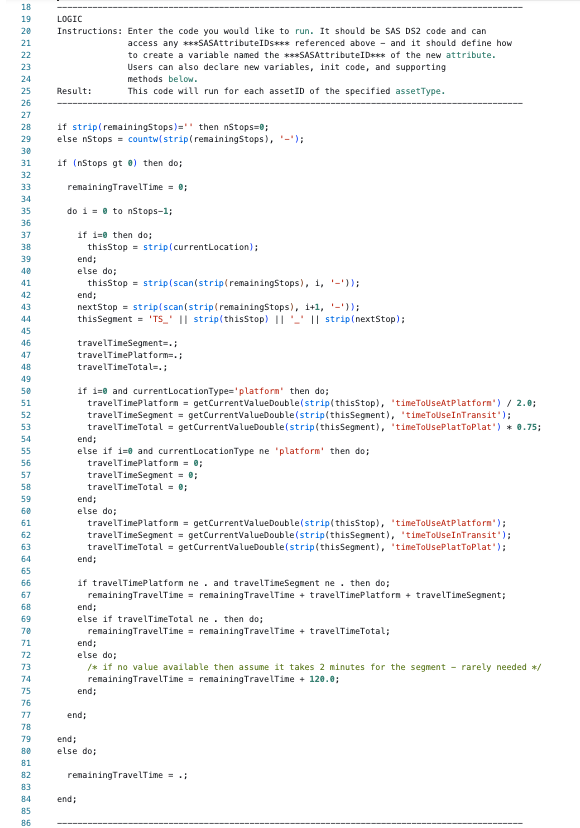 18 ------------------------------------------------------------------------------------------
19 LOGIC
20 Instructions: Enter the code you would like to run. It should be SAS DS2 code and can
21 access any ***SASAttributeIDs*** referenced above - and it should define how
22 to create a variable named the ***SASAttributeID*** of the new attribute.
23 Users can also declare new variables, init code, and supporting
24 methods below.
25 Result: This code will run for each assetID of the specified assetType.
26 ------------------------------------------------------------------------------------------
27
28 if strip(remainingStops)='' then nStops=0;
29 else nStops = countw(strip(remainingStops), '-');
30
31 if (nStops gt 0) then do;
32
33 remainingTravelTime = 0;
34
35 do i = 0 to nStops-1;
36
37 if i=0 then do;
38 thisStop = strip(currentLocation);
39 end;
40 else do;
41 thisStop = strip(scan(strip(remainingStops), i, '-'));
42 end;
43 nextStop = strip(scan(strip(remainingStops), i+1, '-'));
44 thisSegment = 'TS_' || strip(thisStop) || '_' || strip(nextStop);
45
46 travelTimeSegment=.;
47 travelTimePlatform=.;
48 travelTimeTotal=.;
49
50 if i=0 and currentLocationType='platform' then do;
51 travelTimePlatform = getCurrentValueDouble(strip(thisStop), 'timeToUseAtPlatform') / 2.0;
52 travelTimeSegment = getCurrentValueDouble(strip(thisSegment), 'timeToUseInTransit');
53 travelTimeTotal = getCurrentValueDouble(strip(thisSegment), 'timeToUsePlatToPlat') * 0.75;
54 end;
55 else if i=0 and currentLocationType ne 'platform' then do;
56 travelTimePlatform = 0;
57 travelTimeSegment = 0;
58 travelTimeTotal = 0;
59 end;
60 else do;
61 travelTimePlatform = getCurrentValueDouble(strip(thisStop), 'timeToUseAtPlatform');
62 travelTimeSegment = getCurrentValueDouble(strip(thisSegment), 'timeToUseInTransit');
63 travelTimeTotal = getCurrentValueDouble(strip(thisSegment), 'timeToUsePlatToPlat');
64 end;
65
66 if travelTimePlatform ne . and travelTimeSegment ne . then do;
67 remainingTravelTime = remainingTravelTime + travelTimePlatform + travelTimeSegment;
68 end;
69 else if travelTimeTotal ne . then do;
70 remainingTravelTime = remainingTravelTime + travelTimeTotal;
71 end;
72 else do;
73 /* if no value available then assume it takes 2 minutes for the segment - rarely needed */
74 remainingTravelTime = remainingTravelTime + 120.0;
75 end;
76
77 end;
78
79 end;
80 else do;
81
82 remainingTravelTime = .;
83
84 end;
85
86 ------------------------------------------------------------------------------------------